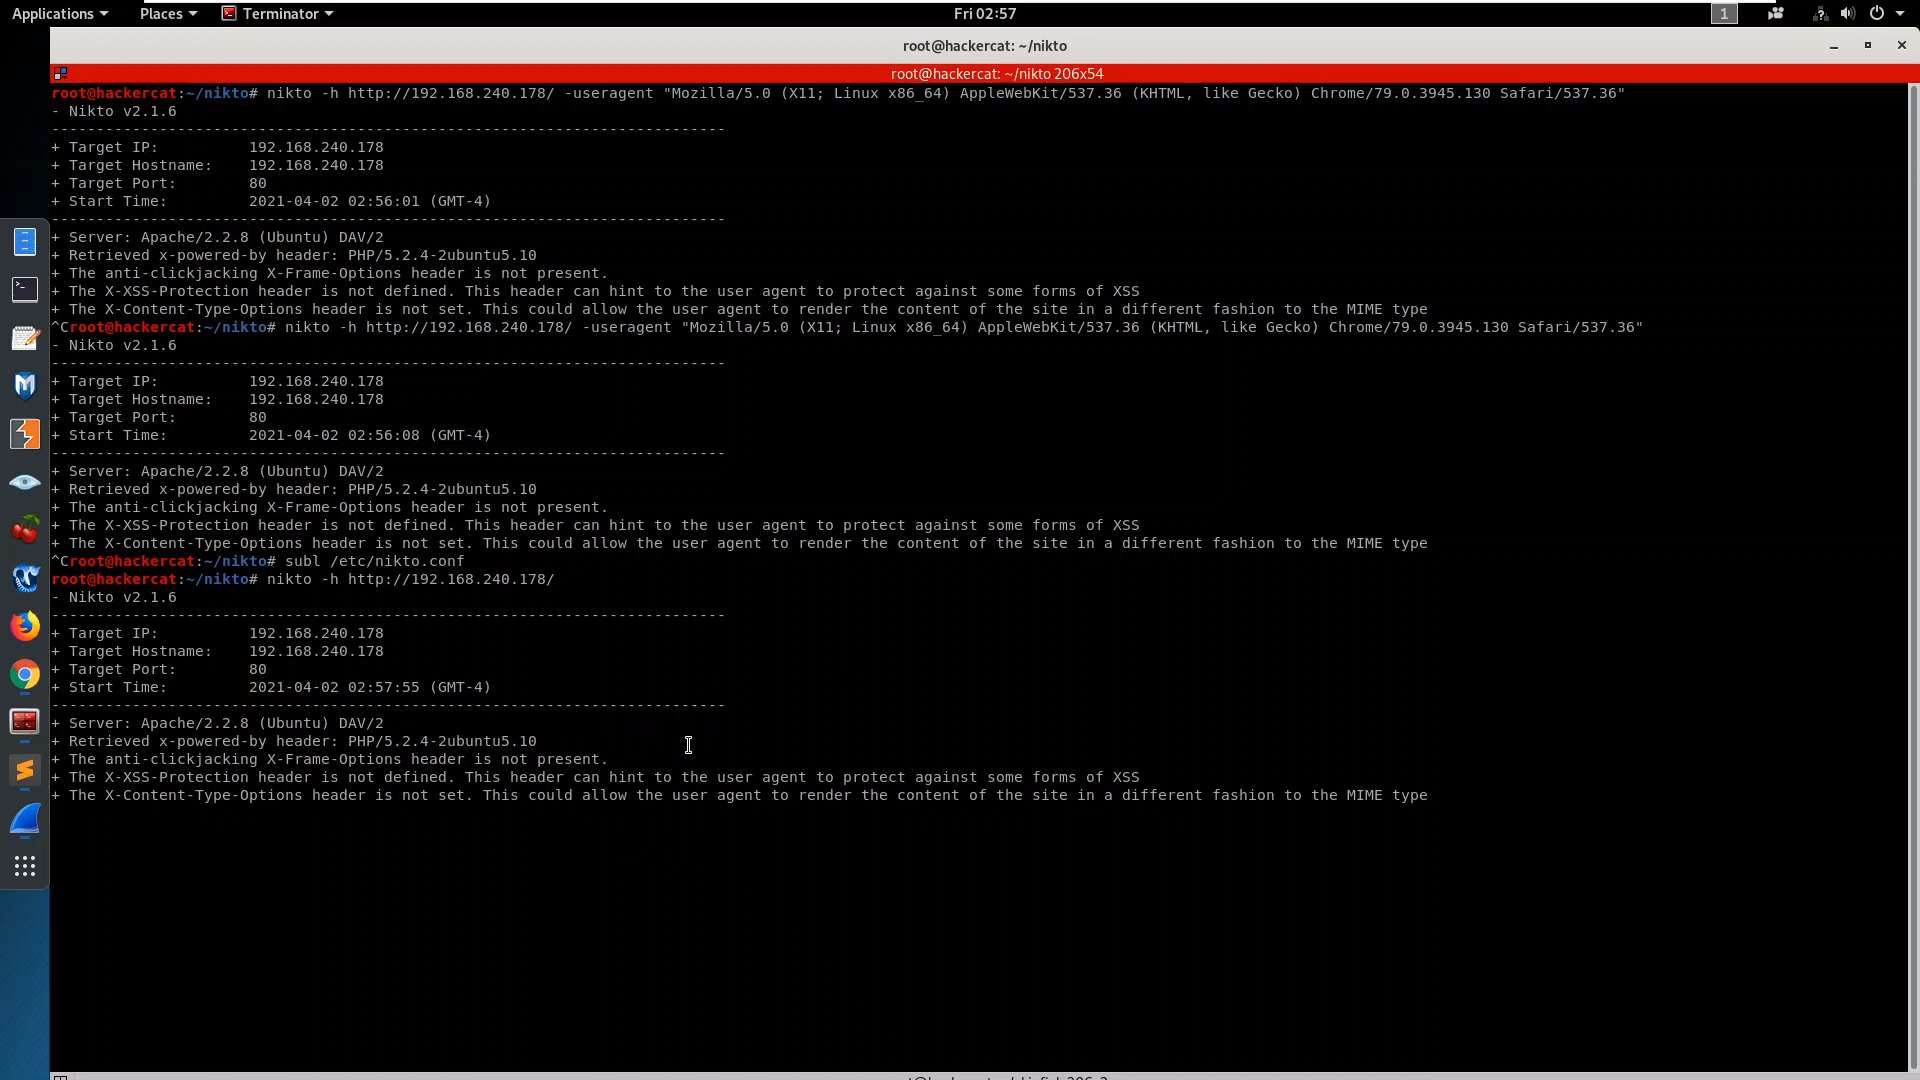 Applications Places Terminator Fri 02:57 1
root@hackercat: ~/nikto
root@hackercat: ~/nikto 206x54
root@hackercat:~/nikto# nikto -h http://192.168.240.178/ -useragent "Mozilla/5.0 (X11; Linux x86_64) AppleWebKit/537.36 (KHTML, like Gecko) Chrome/79.0.3945.130 Safari/537.36"
- Nikto v2.1.6
---------------------------------------------------------------------------
+ Target IP:          192.168.240.178
+ Target Hostname:    192.168.240.178
+ Target Port:        80
+ Start Time:         2021-04-02 02:56:01 (GMT-4)
---------------------------------------------------------------------------
+ Server: Apache/2.2.8 (Ubuntu) DAV/2
+ Retrieved x-powered-by header: PHP/5.2.4-2ubuntu5.10
+ The anti-clickjacking X-Frame-Options header is not present.
+ The X-XSS-Protection header is not defined. This header can hint to the user agent to protect against some forms of XSS
+ The X-Content-Type-Options header is not set. This could allow the user agent to render the content of the site in a different fashion to the MIME type
^Croot@hackercat:~/nikto# nikto -h http://192.168.240.178/ -useragent "Mozilla/5.0 (X11; Linux x86_64) AppleWebKit/537.36 (KHTML, like Gecko) Chrome/79.0.3945.130 Safari/537.36"
- Nikto v2.1.6
---------------------------------------------------------------------------
+ Target IP:          192.168.240.178
+ Target Hostname:    192.168.240.178
+ Target Port:        80
+ Start Time:         2021-04-02 02:56:08 (GMT-4)
---------------------------------------------------------------------------
+ Server: Apache/2.2.8 (Ubuntu) DAV/2
+ Retrieved x-powered-by header: PHP/5.2.4-2ubuntu5.10
+ The anti-clickjacking X-Frame-Options header is not present.
+ The X-XSS-Protection header is not defined. This header can hint to the user agent to protect against some forms of XSS
+ The X-Content-Type-Options header is not set. This could allow the user agent to render the content of the site in a different fashion to the MIME type
^Croot@hackercat:~/nikto# subl /etc/nikto.conf
root@hackercat:~/nikto# nikto -h http://192.168.240.178/
- Nikto v2.1.6
---------------------------------------------------------------------------
+ Target IP:          192.168.240.178
+ Target Hostname:    192.168.240.178
+ Target Port:        80
+ Start Time:         2021-04-02 02:57:55 (GMT-4)
---------------------------------------------------------------------------
+ Server: Apache/2.2.8 (Ubuntu) DAV/2
+ Retrieved x-powered-by header: PHP/5.2.4-2ubuntu5.10
+ The anti-clickjacking X-Frame-Options header is not present.
+ The X-XSS-Protection header is not defined. This header can hint to the user agent to protect against some forms of XSS
+ The X-Content-Type-Options header is not set. This could allow the user agent to render the content of the site in a different fashion to the MIME type